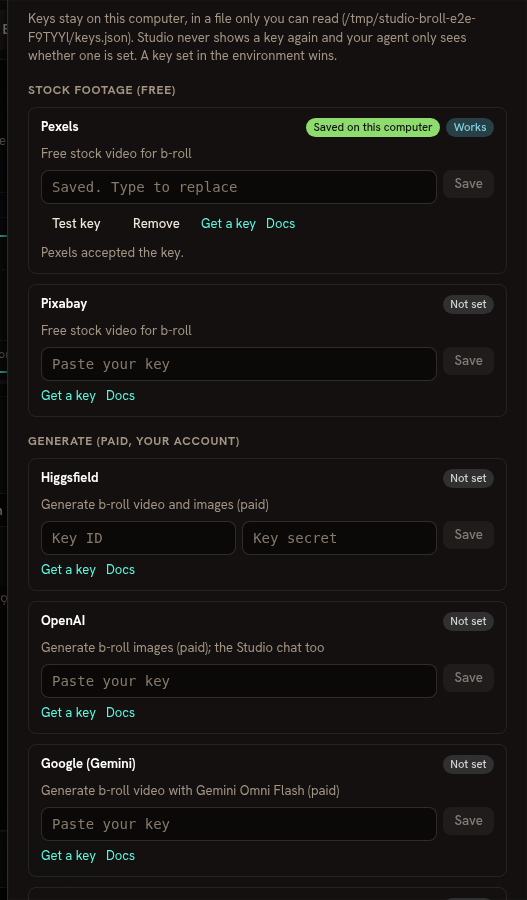 Keys stay on this computer, in a file only you can read (/tmp/studio-broll-e2e-
F9TYYl/keys.json). Studio never shows a key again and your agent only sees
whether one is set. A key set in the environment wins.
STOCK FOOTAGE (FREE)
Pexels
Saved on this computer
Works
Free stock video for b-roll
Saved. Type to replace
Save
Test key
Remove
Get a key
Docs
Pexels accepted the key.
Pixabay
Not set
Free stock video for b-roll
Paste your key
Save
Get a key
Docs
GENERATE (PAID, YOUR ACCOUNT)
Higgsfield
Not set
Generate b-roll video and images (paid)
Key ID
Key secret
Save
Get a key
Docs
OpenAI
Not set
Generate b-roll images (paid); the Studio chat too
Paste your key
Save
Get a key
Docs
Google (Gemini)
Not set
Generate b-roll video with Gemini Omni Flash (paid)
Paste your key
Save
Get a key
Docs